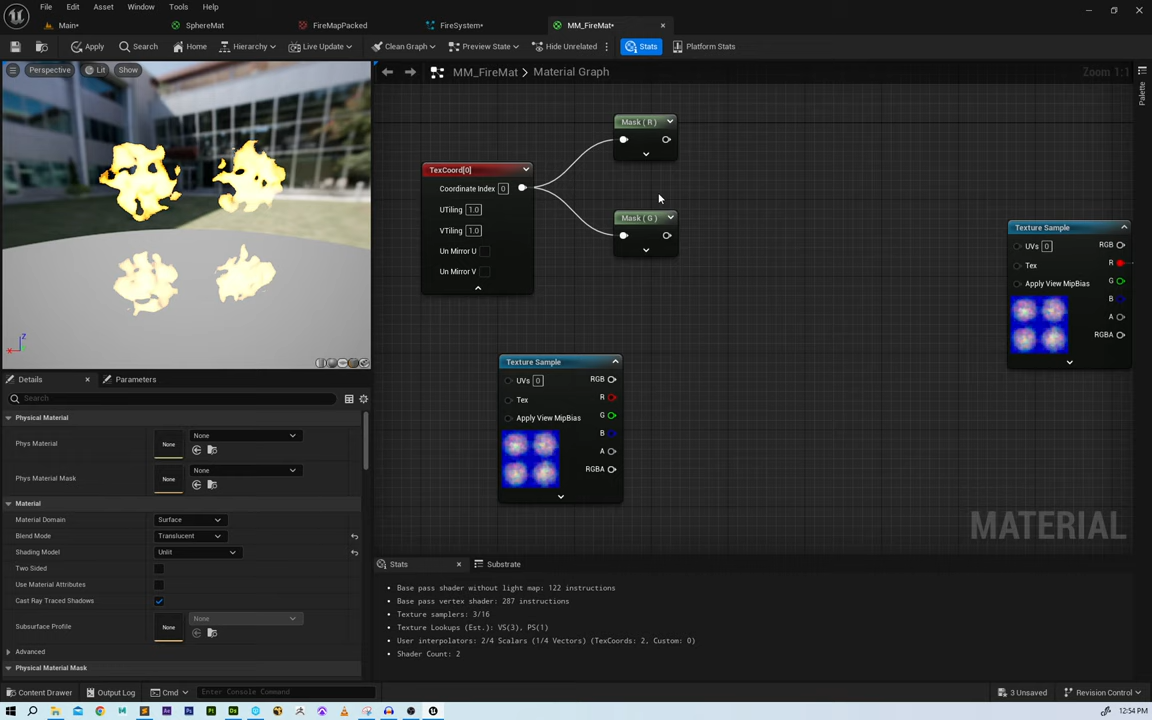 File Edit Asset Window Tools Help
Main* SphereMat FireMapPacked FireSystem* MM_FireMat*
Apply Search Home Hierarchy Live Update Clean Graph Preview State Hide Unrelated Stats Platform Stats
Perspective Lit Show
MM_FireMat > Material Graph
Zoom 1:1
Palette
Mask ( R )
TexCoord[0]
Coordinate Index 0
UTiling 1.0
VTiling 1.0
Un Mirror U
Un Mirror V
Mask ( G )
Texture Sample
UVs 0 RGB
Tex R
Apply View MipBias G
B
A
RGBA
Texture Sample
UVs 0 RGB
Tex R
Apply View MipBias G
B
A
RGBA
MATERIAL
Z
X
Details Parameters
Search
Physical Material
Phys Material None None
Phys Material Mask None None
Material
Material Domain Surface
Blend Mode Translucent
Shading Model Unlit
Two Sided
Use Material Attributes
Cast Ray Traced Shadows
Subsurface Profile None None
Advanced
Physical Material Mask
Stats Substrate
Base pass shader without light map: 122 instructions
Base pass vertex shader: 287 instructions
Texture samplers: 3/16
Texture Lookups (Est.): VS(3), PS(1)
User interpolators: 2/4 Scalars (1/4 Vectors) (TexCoords: 2, Custom: 0)
Shader Count: 2
Content Drawer Output Log Cmd Enter Console Command 3 Unsaved Revision Control
12:54 PM